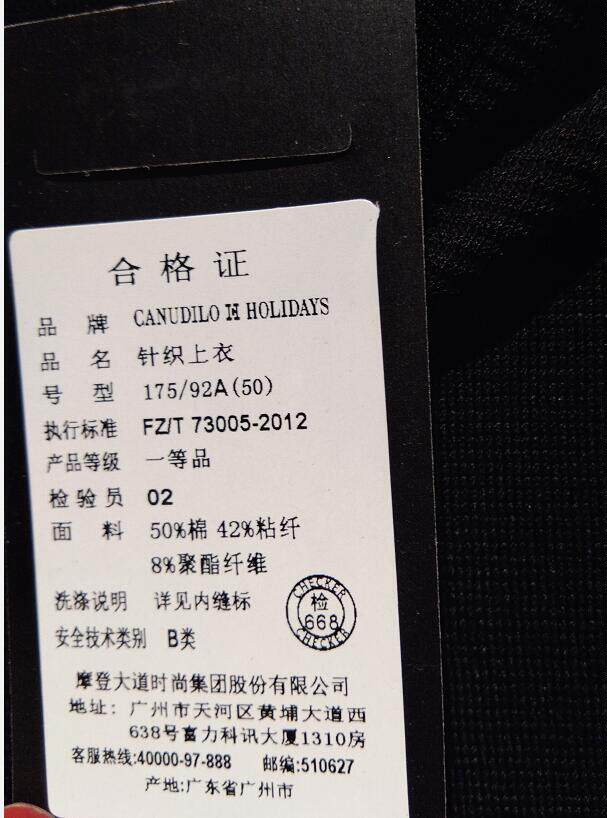 合格证
品牌 CANUDILO H HOLIDAYS
品名 针织上衣
号型 175/92A(50)
执行标准 FZ/T 73005-2012
产品等级 一等品
检验员 02
面料 50%棉 42%粘纤
8%聚酯纤维
洗涤说明 详见内缝标
安全技术类别 B类
CHECKER
检
668
CHECKER
摩登大道时尚集团股份有限公司
地址: 广州市天河区黄埔大道西
638号富力科讯大厦1310房
客服热线:40000-97-888 邮编:510627
产地:广东省广州市